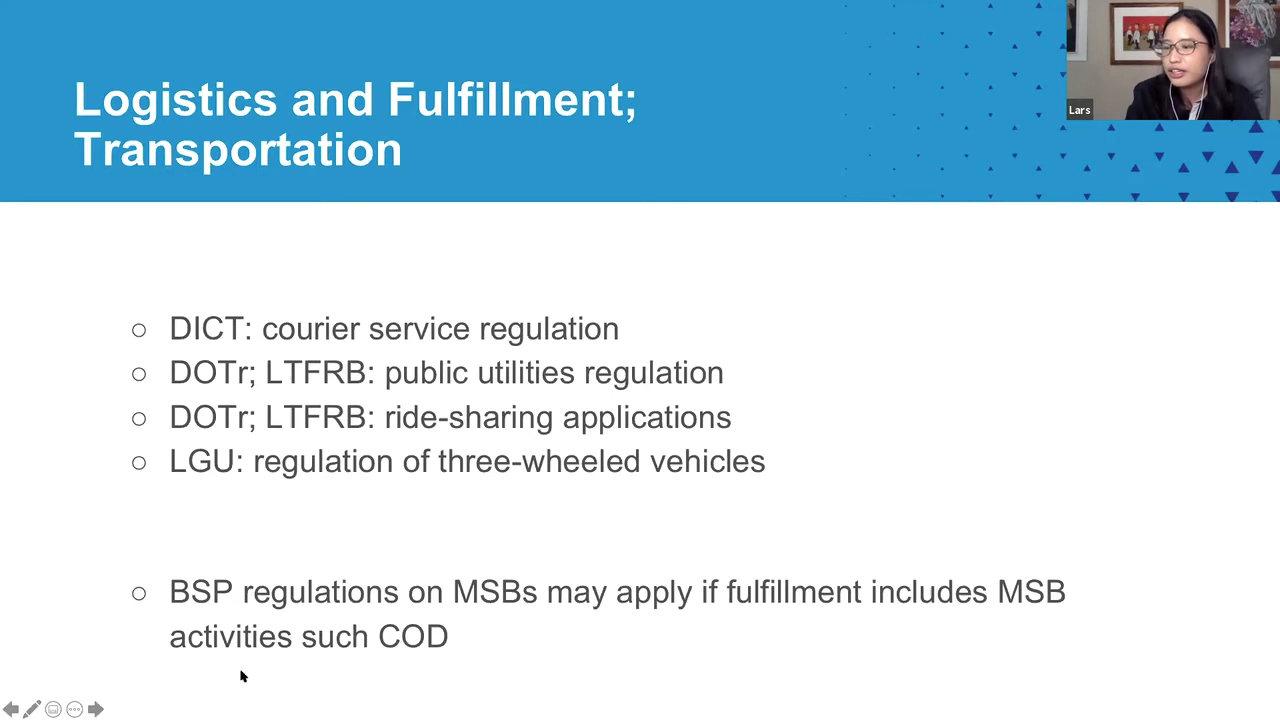 Logistics and Fulfillment;
Transportation
Lars
○ DICT: courier service regulation
○ DOTr; LTFRB: public utilities regulation
○ DOTr; LTFRB: ride-sharing applications
○ LGU: regulation of three-wheeled vehicles
○ BSP regulations on MSBs may apply if fulfillment includes MSB
activities such COD